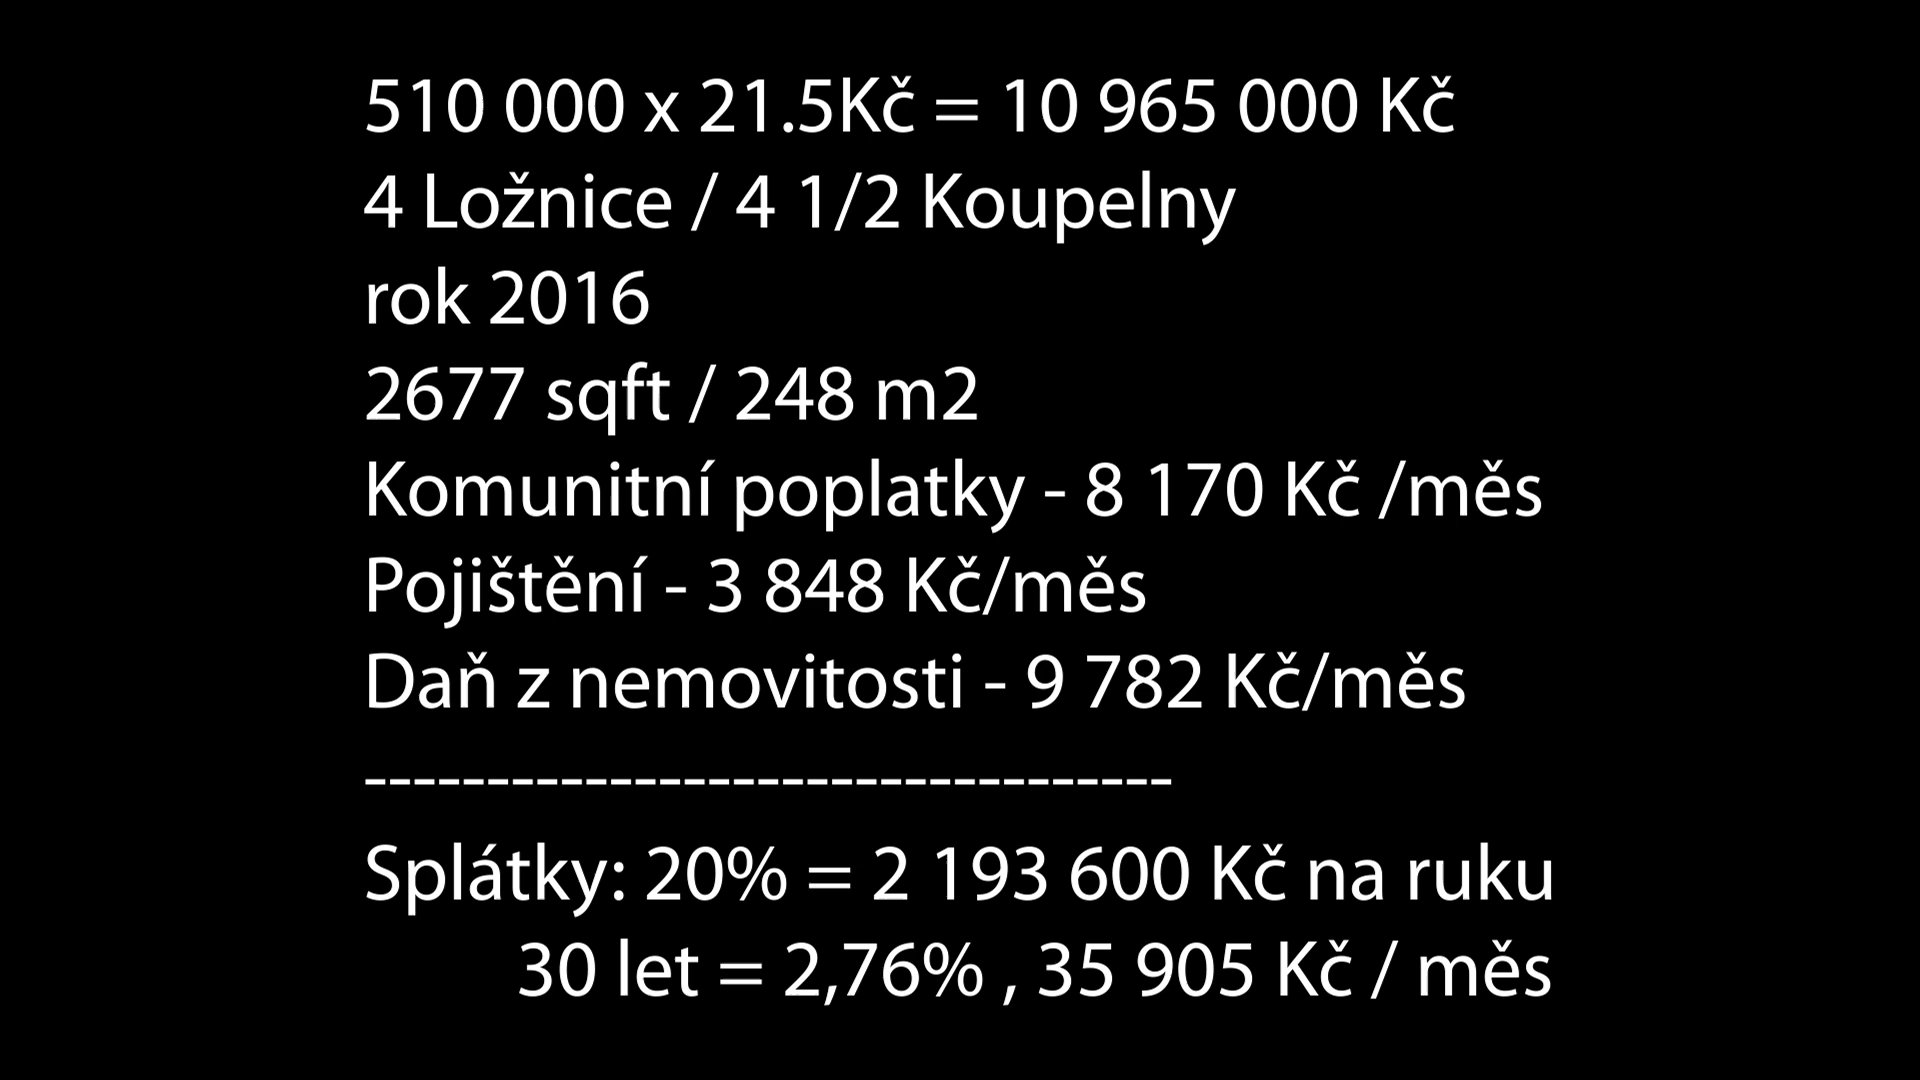 510 000 x 21.5Kč = 10 965 000 Kč
4 Ložnice / 4 1/2 Koupelny
rok 2016
2677 sqft / 248 m2
Komunitní poplatky - 8 170 Kč /měs
Pojištění - 3 848 Kč/měs
Daň z nemovitosti - 9 782 Kč/měs
---------------------------------
Splátky: 20% = 2 193 600 Kč na ruku
30 let = 2,76% , 35 905 Kč / měs